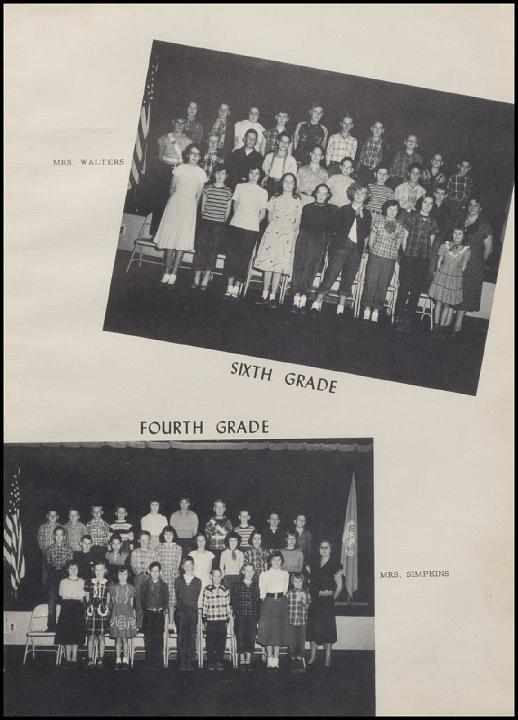 MRS. WALTERS
SIXTH GRADE
FOURTH GRADE
MRS. SIMPKINS